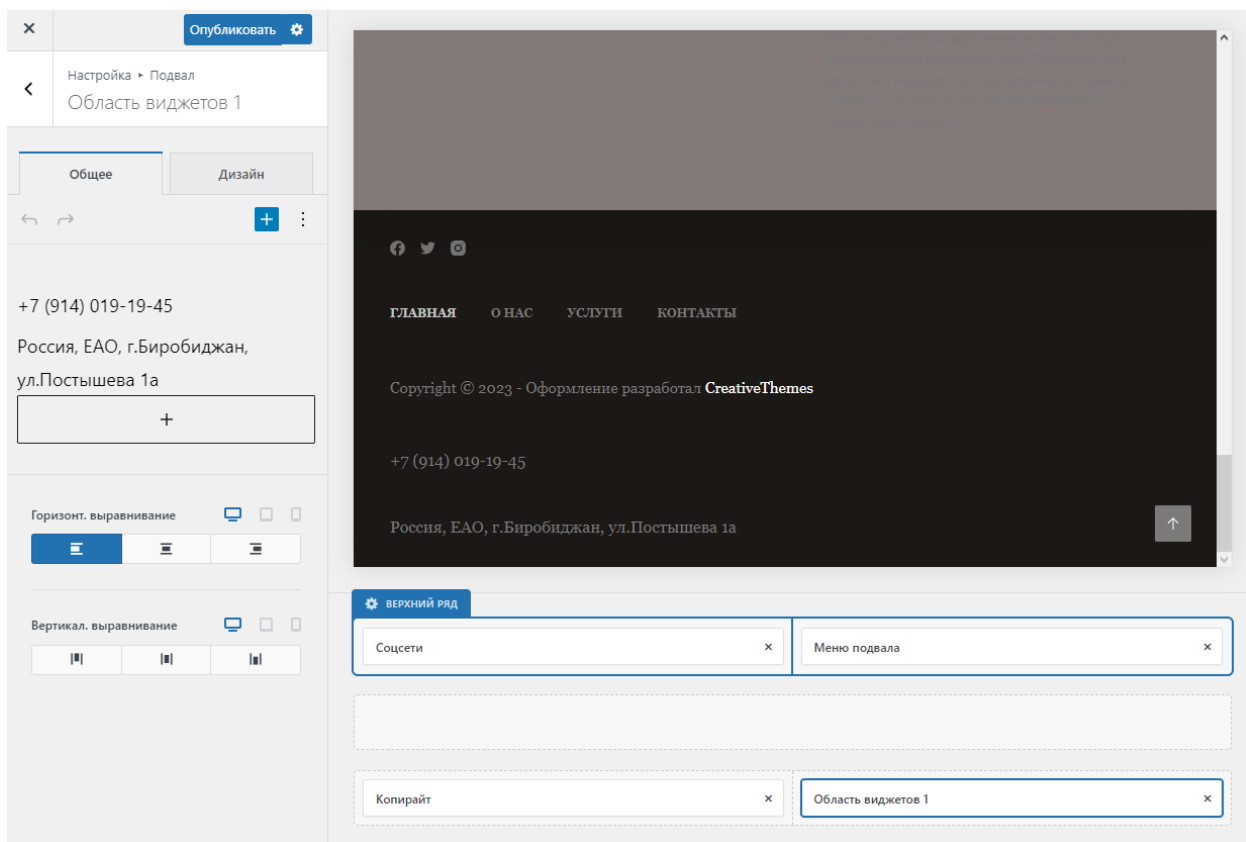 Опубликовать
Настройка ▸ Подвал
Область виджетов 1
Общее
Дизайн
+7 (914) 019-19-45
Россия, ЕАО, г.Биробиджан,
ул.Постышева 1а
Горизонт. выравнивание
Вертикал. выравнивание
ГЛАВНАЯ О НАС УСЛУГИ КОНТАКТЫ
Copyright © 2023 - Оформление разработал CreativeThemes
+7 (914) 019-19-45
Россия, ЕАО, г.Биробиджан, ул.Постышева 1а
ВЕРХНИЙ РЯД
Соцсети
Меню подвала
Копирайт
Область виджетов 1